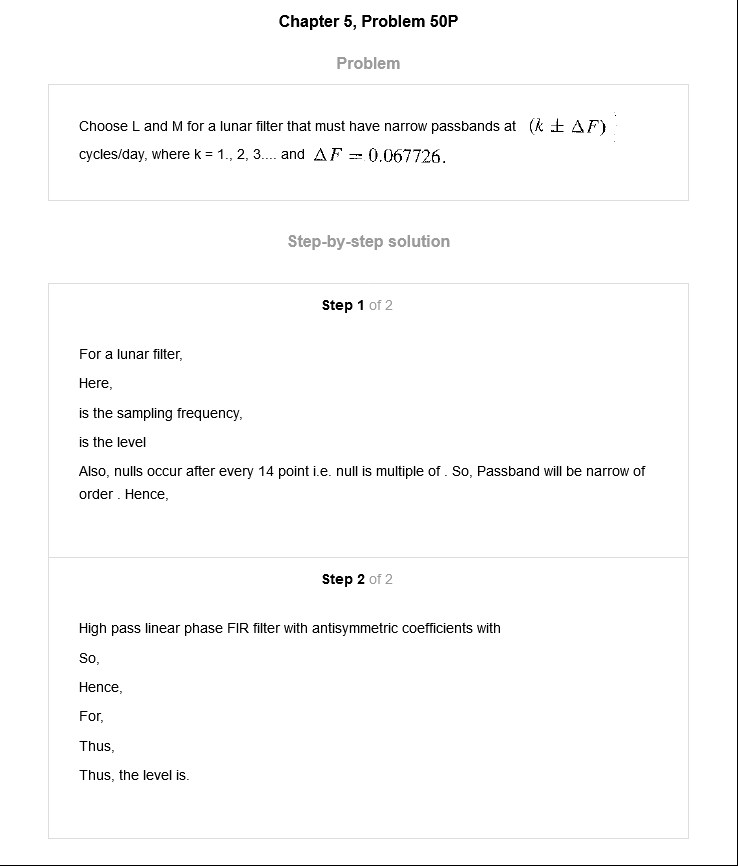 Chapter 5, Problem 50P
Problem
Choose L and M for a lunar filter that must have narrow passbands at (k ± ΔF)
cycles/day, where k = 1., 2, 3.... and ΔF = 0.067726.
Step-by-step solution
Step 1 of 2
For a lunar filter,
Here,
is the sampling frequency,
is the level
Also, nulls occur after every 14 point i.e. null is multiple of . So, Passband will be narrow of
order . Hence,
Step 2 of 2
High pass linear phase FIR filter with antisymmetric coefficients with
So,
Hence,
For,
Thus,
Thus, the level is.